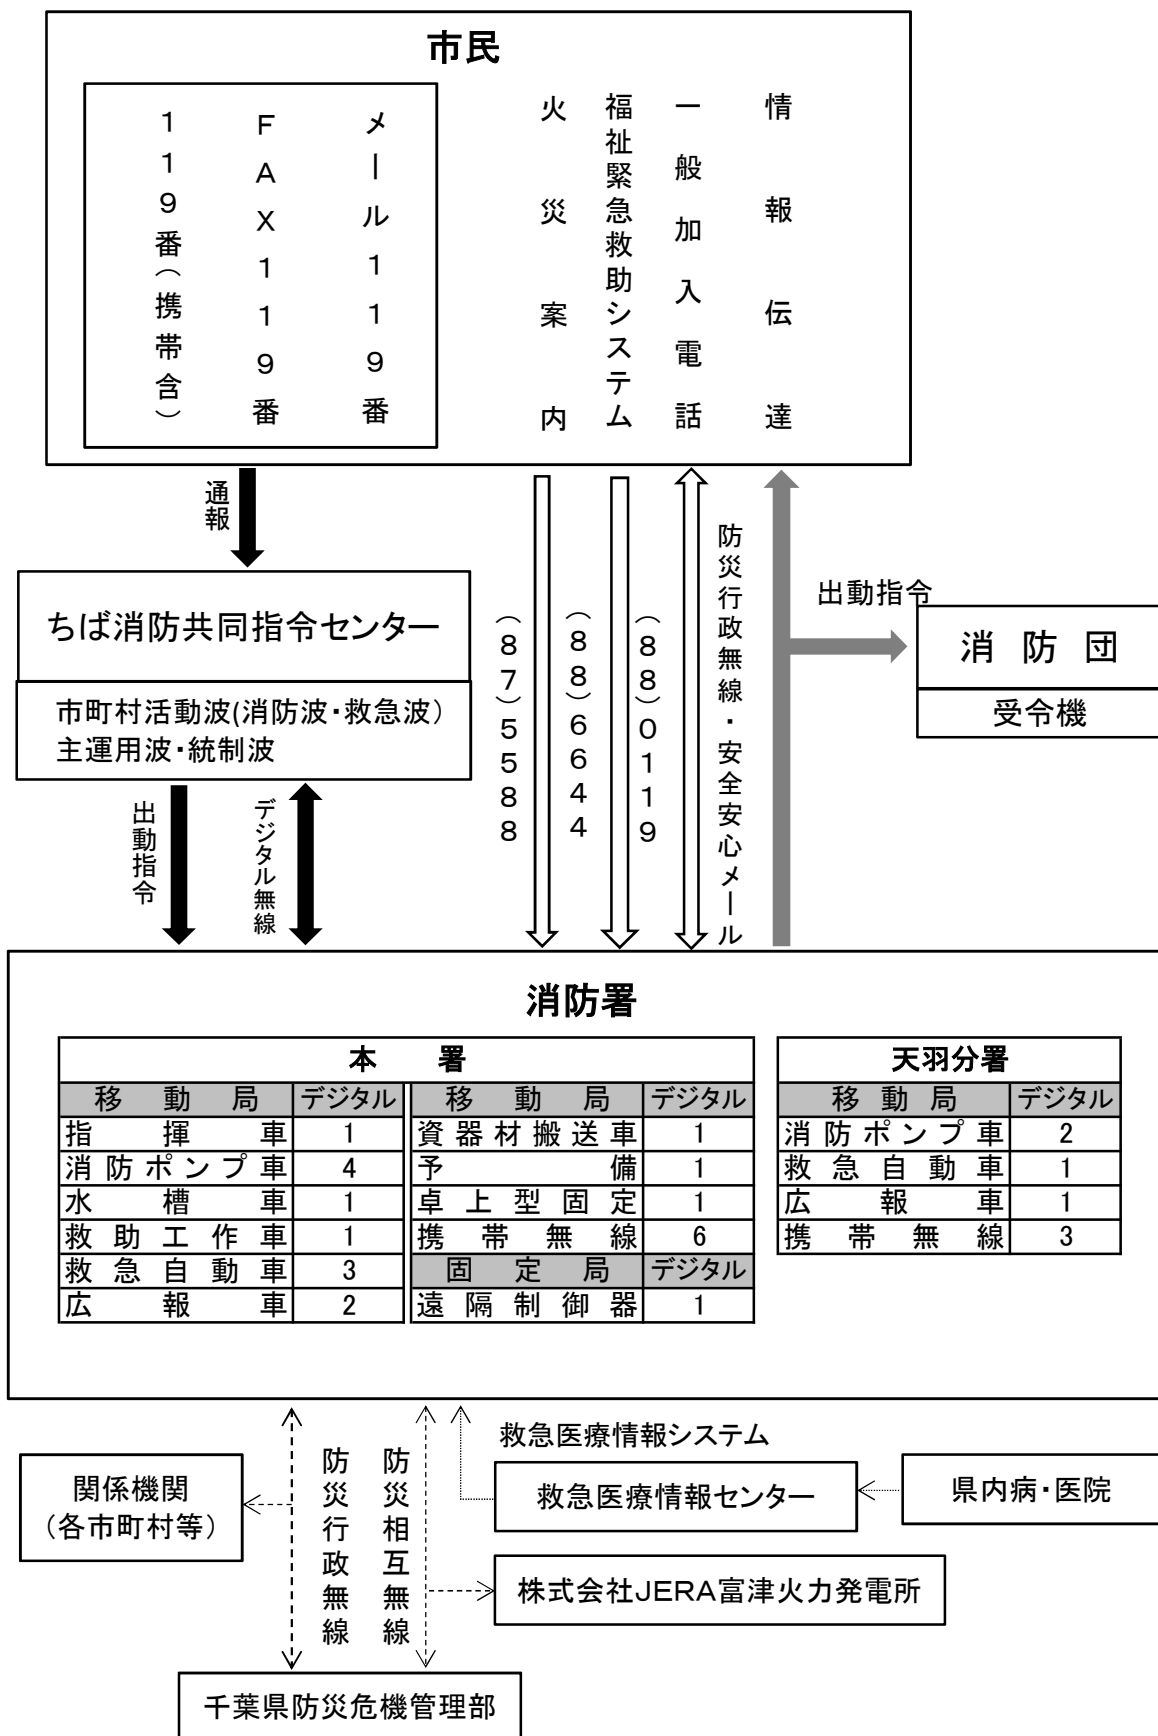 市民
119番(携帯含)
FAX119番
メール119番
火災案内
福祉緊急救助システム
一般加入電話
情報伝達
通報
ちば消防共同指令センター
市町村活動波(消防波・救急波)
主運用波・統制波
出動指令
デジタル無線
(87)5588
(88)6644
(88)0119
防災行政無線・安全安心メール
出動指令
消防団
受令機
消防署
本署
移動局 デジタル 移動局 デジタル
指揮車 1 資器材搬送車 1
消防ポンプ車 4 予備 1
水槽車 1 卓上型固定 1
救助工作車 1 携帯無線 6
救急自動車 3 固定局 デジタル
広報車 2 遠隔制御器 1
天羽分署
移動局 デジタル
消防ポンプ車 2
救急自動車 1
広報車 1
携帯無線 3
関係機関
(各市町村等)
防災行政無線
防災相互無線
救急医療情報システム
救急医療情報センター
県内病・医院
株式会社JERA富津火力発電所
千葉県防災危機管理部